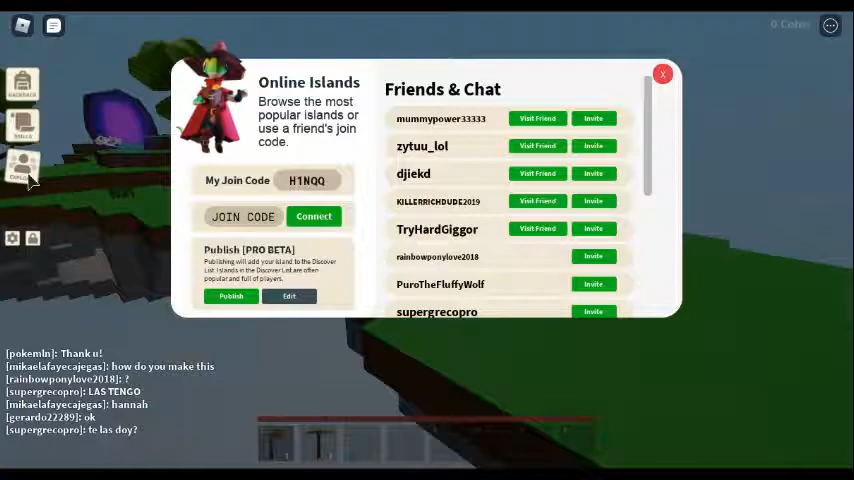 0 Coins
Online Islands
Browse the most
popular islands or
use a friend's join
code.
My Join Code H1NQQ
JOIN CODE Connect
Publish [PRO BETA]
Publishing will add your island to the Discover
List. Islands in the Discover List are often
popular and full of players.
Publish Edit
Friends & Chat
X
mummypower33333 Visit Friend Invite
zytuu_lol Visit Friend Invite
djiekd Visit Friend Invite
KILLERRICHDUDE2019 Visit Friend Invite
TryHardGiggor Visit Friend Invite
rainbowponylove2018 Invite
PuroTheFluffyWolf Invite
supergrecopro Invite
BACKPACK
SKILLS
[pokemln]: Thank u!
[mikaelafayecajegas]: how do you make this
[rainbowponylove2018]: ?
[supergrecopro]: LAS TENGO
[mikaelafayecajegas]: hannah
[gerardo22289]: ok
[supergrecopro]: te las doy?